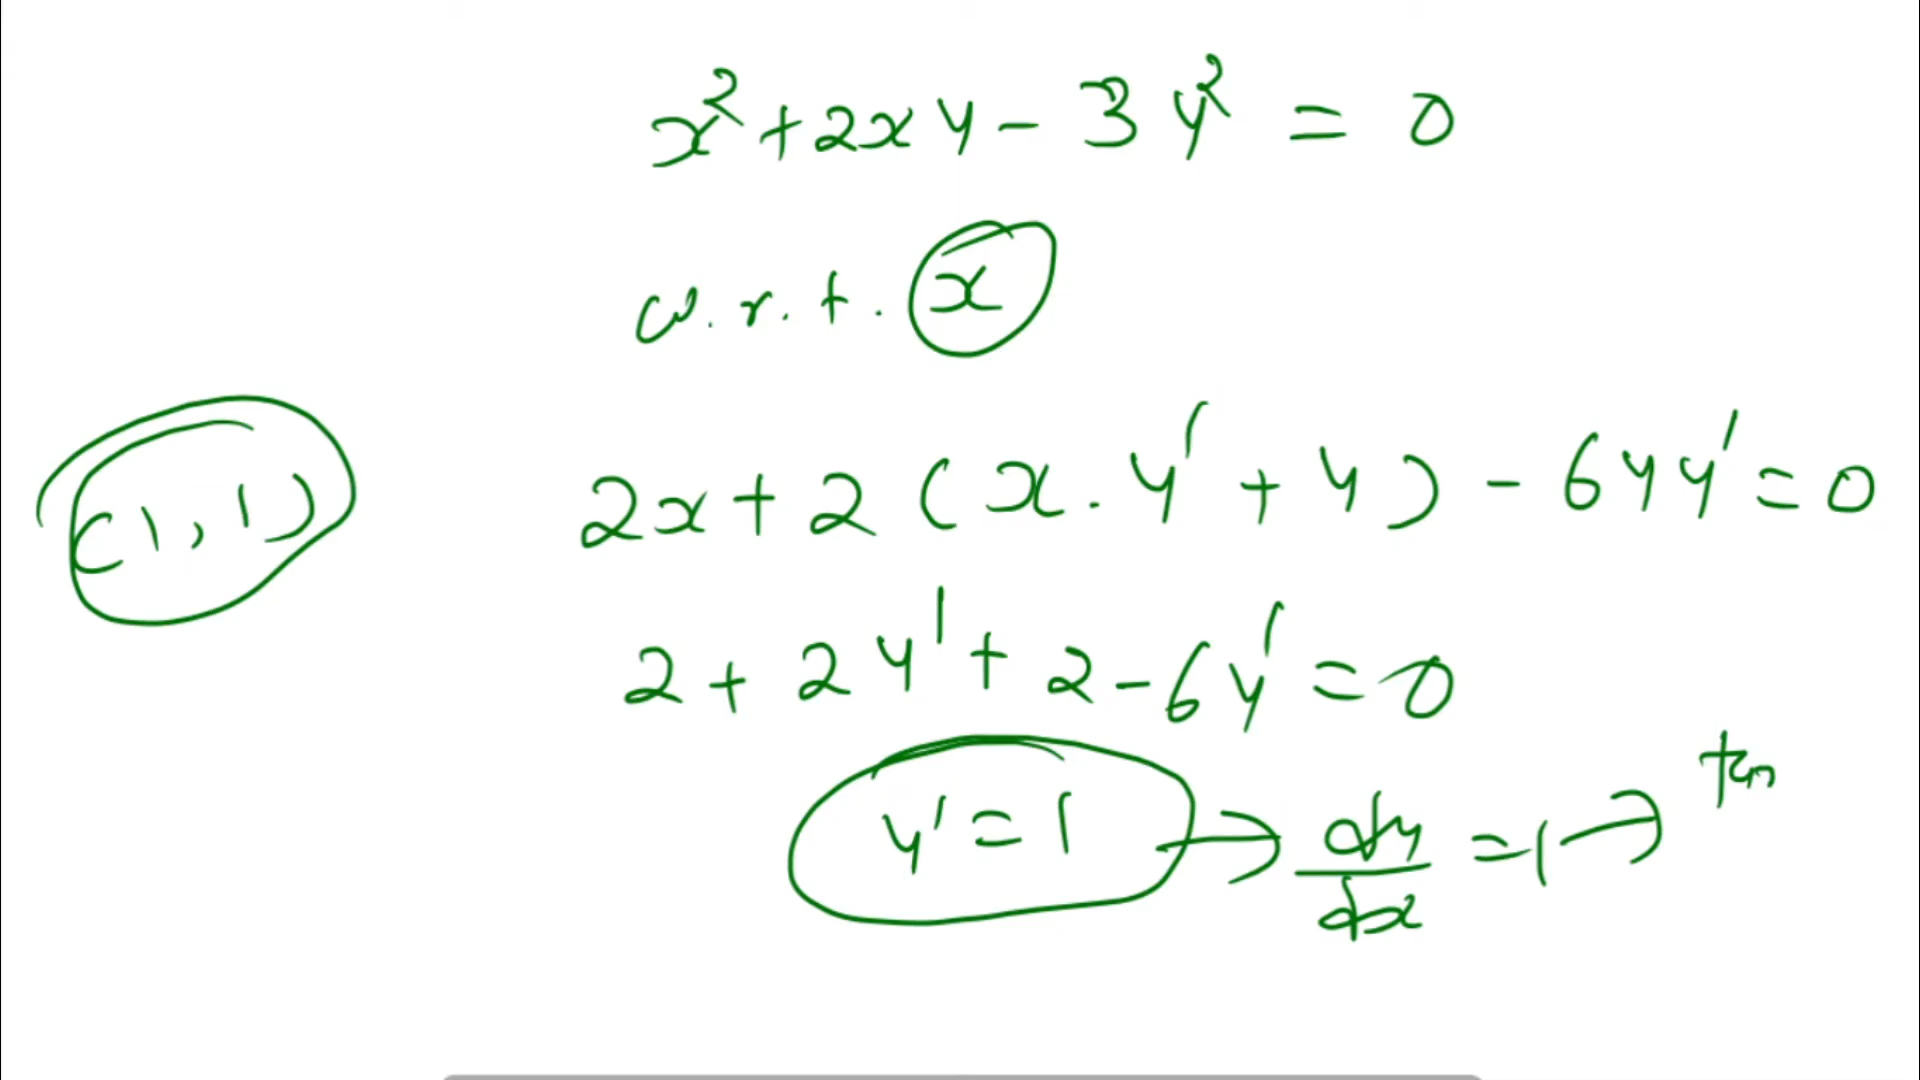 x² + 2xy - 3y² = 0
w.r.t. x
(1,1)
2x + 2(x.y' + y) - 6yy' = 0
2 + 2y' + 2 - 6y' = 0
y' = 1 → dy/dx = 1 → tan